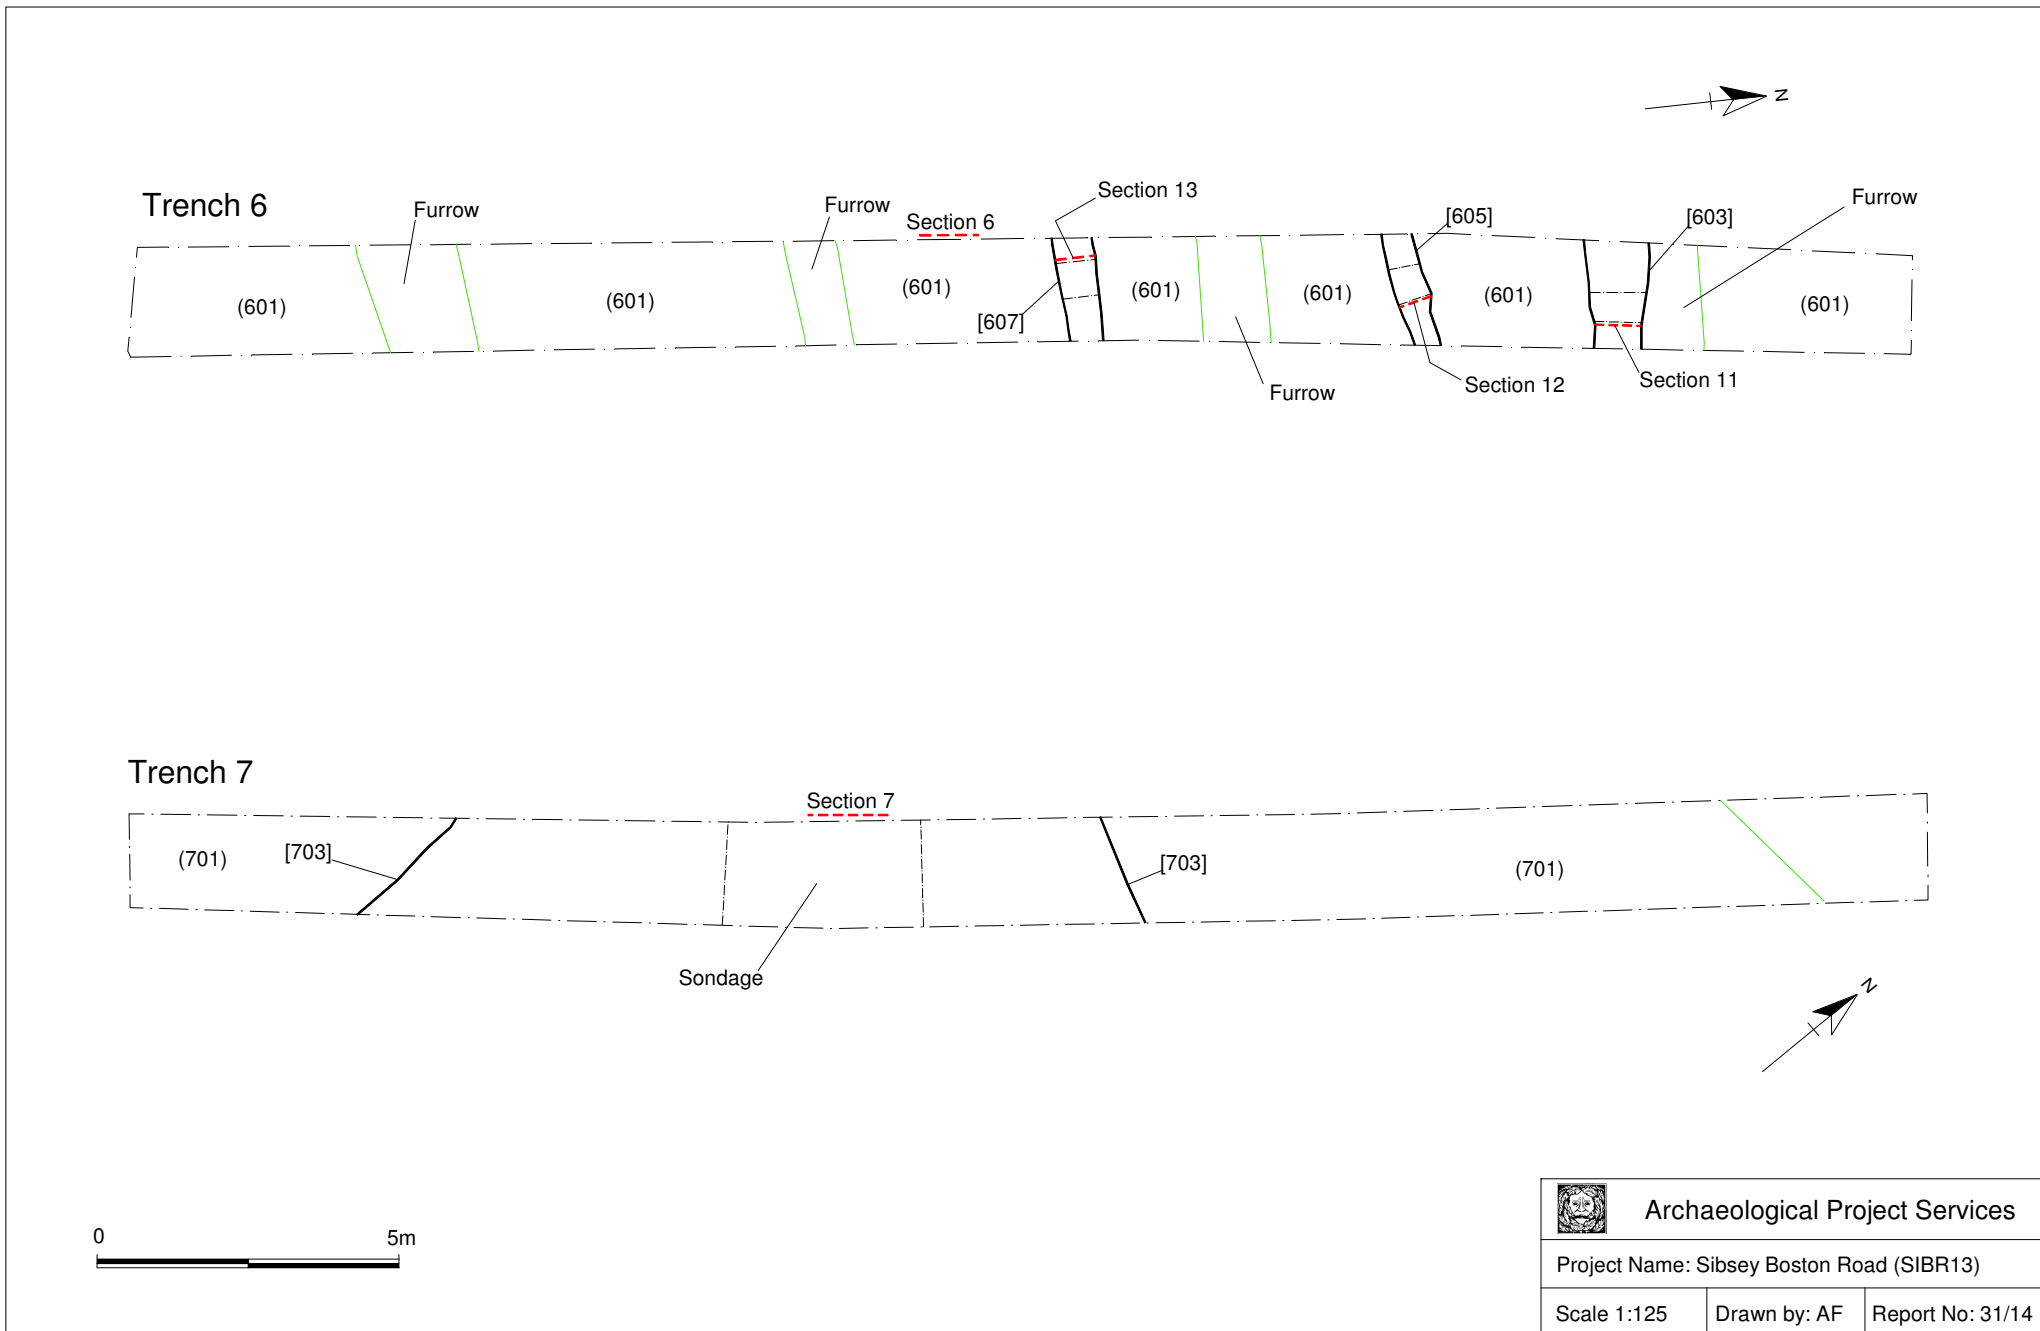 N
Trench 6
Furrow
Furrow
Section 6
Section 13
[605]
[603]
Furrow
(601)
(601)
(601)
[607]
(601)
(601)
(601)
(601)
Furrow
Section 12
Section 11
Trench 7
Section 7
(701)
[703]
[703]
(701)
Sondage
N
0 5m
Archaeological Project Services
Project Name: Sibsey Boston Road (SIBR13)
Scale 1:125
Drawn by: AF
Report No: 31/14